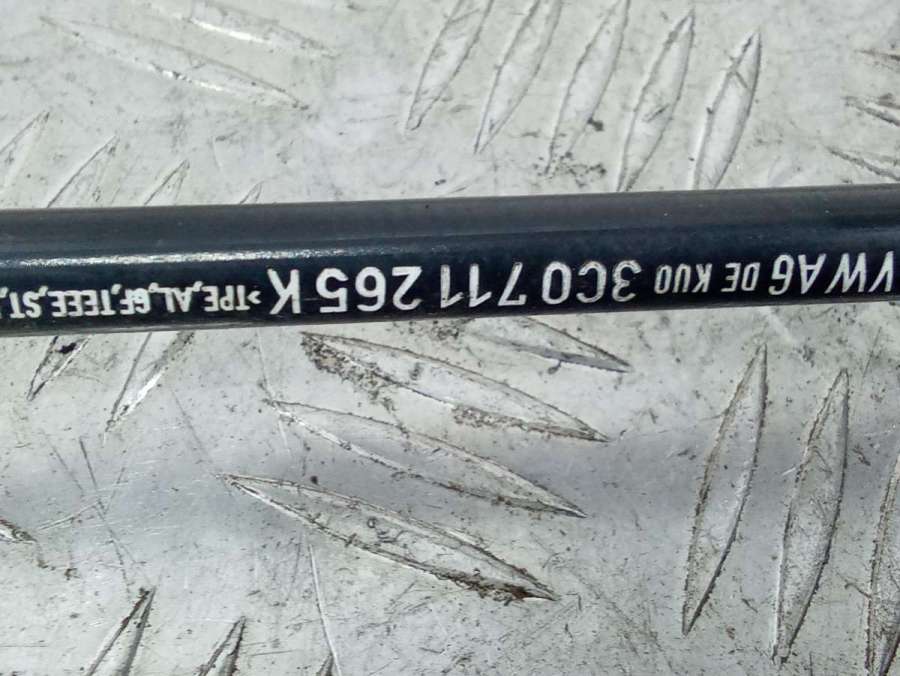 VWAG DE KUO 3C0 711 265 K >TPE,AL,GF,TEEE,ST,